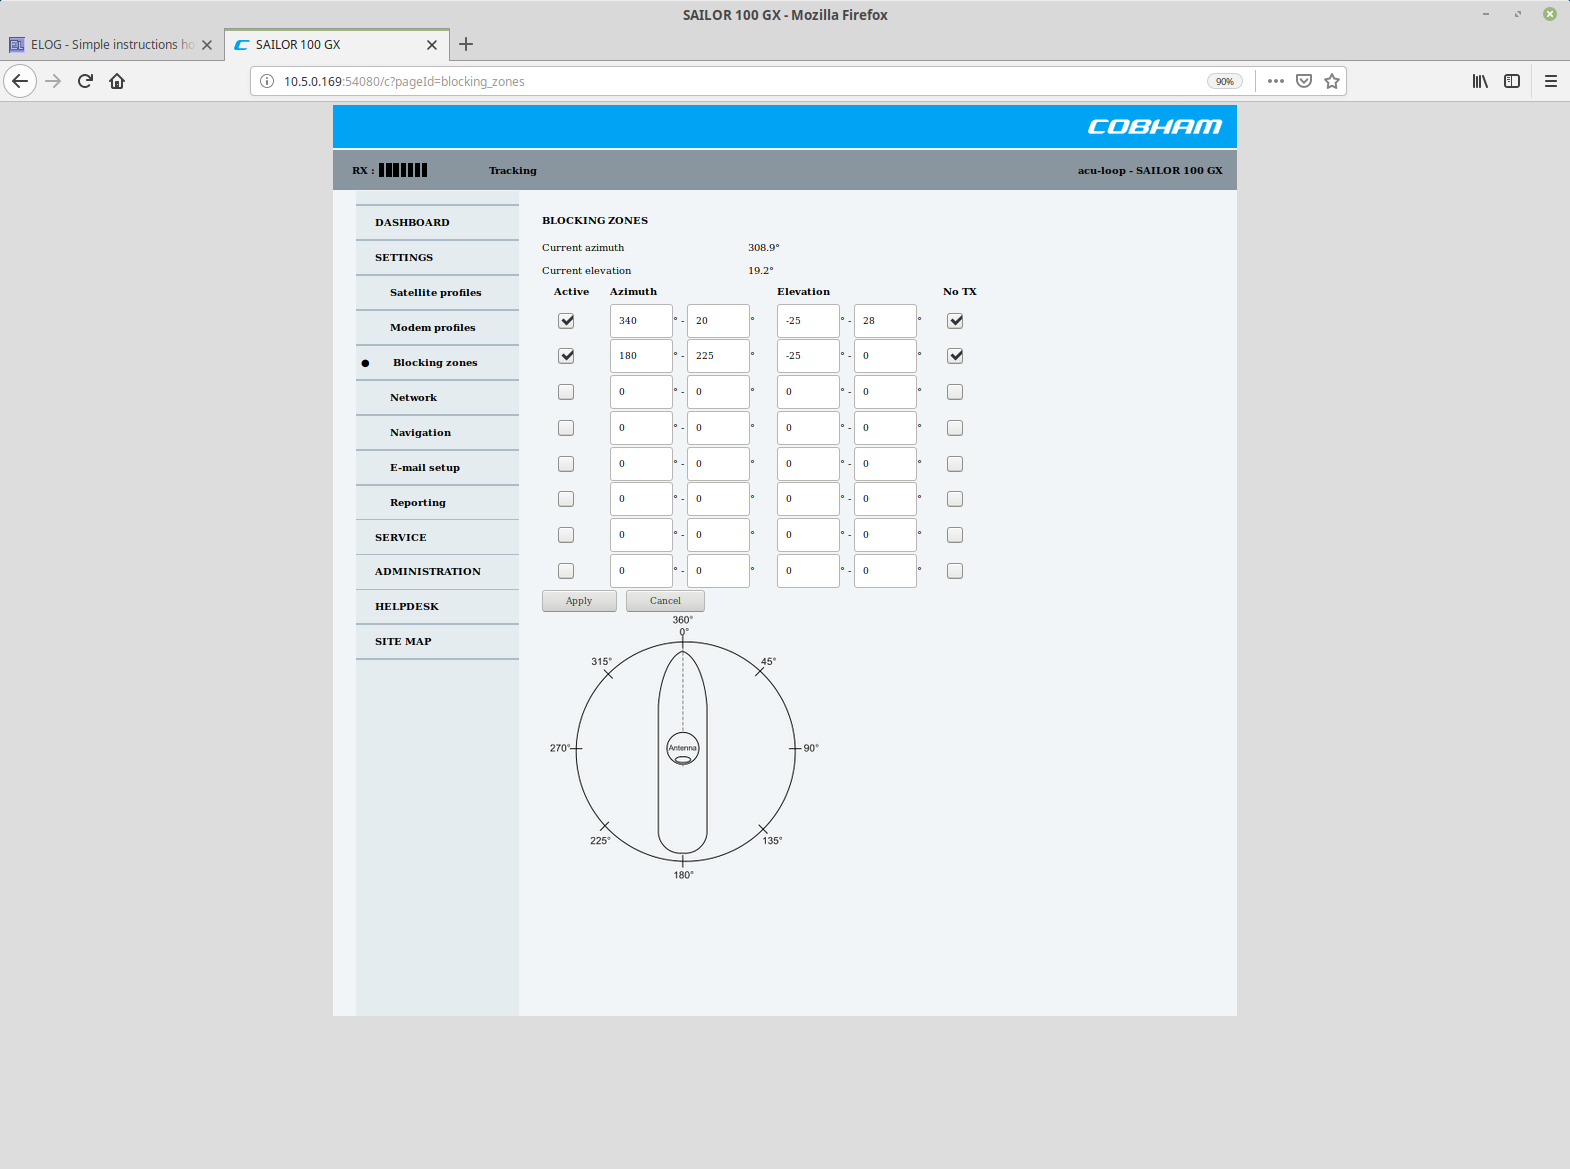 SAILOR 100 GX - Mozilla Firefox
ELOG - Simple instructions ho
SAILOR 100 GX
10.5.0.169:54080/c?pageId=blocking_zones
90%
COBHAM
RX :
Tracking
acu-loop - SAILOR 100 GX
DASHBOARD
SETTINGS
Satellite profiles
Modem profiles
Blocking zones
Network
Navigation
E-mail setup
Reporting
SERVICE
ADMINISTRATION
HELPDESK
SITE MAP
BLOCKING ZONES
Current azimuth 308.9°
Current elevation 19.2°
Active Azimuth Elevation No TX
340 ° - 20 ° -25 ° - 28 °
180 ° - 225 ° -25 ° - 0 °
0 ° - 0 ° 0 ° - 0 °
0 ° - 0 ° 0 ° - 0 °
0 ° - 0 ° 0 ° - 0 °
0 ° - 0 ° 0 ° - 0 °
0 ° - 0 ° 0 ° - 0 °
0 ° - 0 ° 0 ° - 0 °
Apply Cancel
360°
0°
315° 45°
270° Antenna 90°
225° 135°
180°